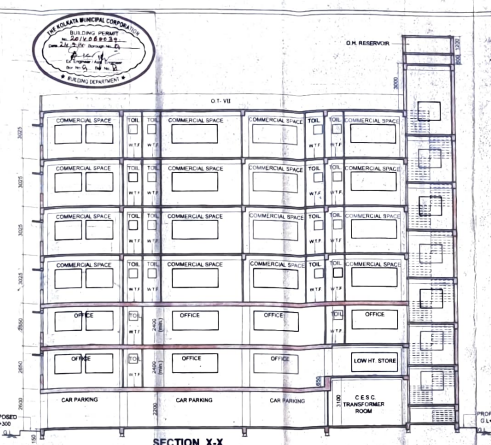 THE KOLKATA MUNICIPAL CORPORATION
BUILDING PERMIT
BUILDING DEPARTMENT
O.H. RESERVOIR
O.T- VII
COMMERCIAL SPACE TOIL TOIL COMMERCIAL SPACE COMMERCIAL SPACE TOIL TOIL COMMERCIAL SPACE
W.T.F W.T.F W.T.F W.T.F
3025
COMMERCIAL SPACE TOIL TOIL COMMERCIAL SPACE COMMERCIAL SPACE TOIL TOIL COMMERCIAL SPACE
W.T.F W.T.F W.T.F W.T.F
3025
COMMERCIAL SPACE TOIL TOIL COMMERCIAL SPACE COMMERCIAL SPACE TOIL TOIL COMMERCIAL SPACE
W.T.F W.T.F W.T.F W.T.F
3025
COMMERCIAL SPACE TOIL TOIL COMMERCIAL SPACE COMMERCIAL SPACE TOIL TOIL COMMERCIAL SPACE
W.T.F W.T.F W.T.F W.T.F
3025
OFFICE TOIL OFFICE OFFICE TOIL OFFICE
W.T.F W.T.F
OFFICE TOIL OFFICE OFFICE LOW HT. STORE
W.T.F
CAR PARKING CAR PARKING CAR PARKING C.E.S.C.
TRANSFORMER
ROOM
SECTION X-X